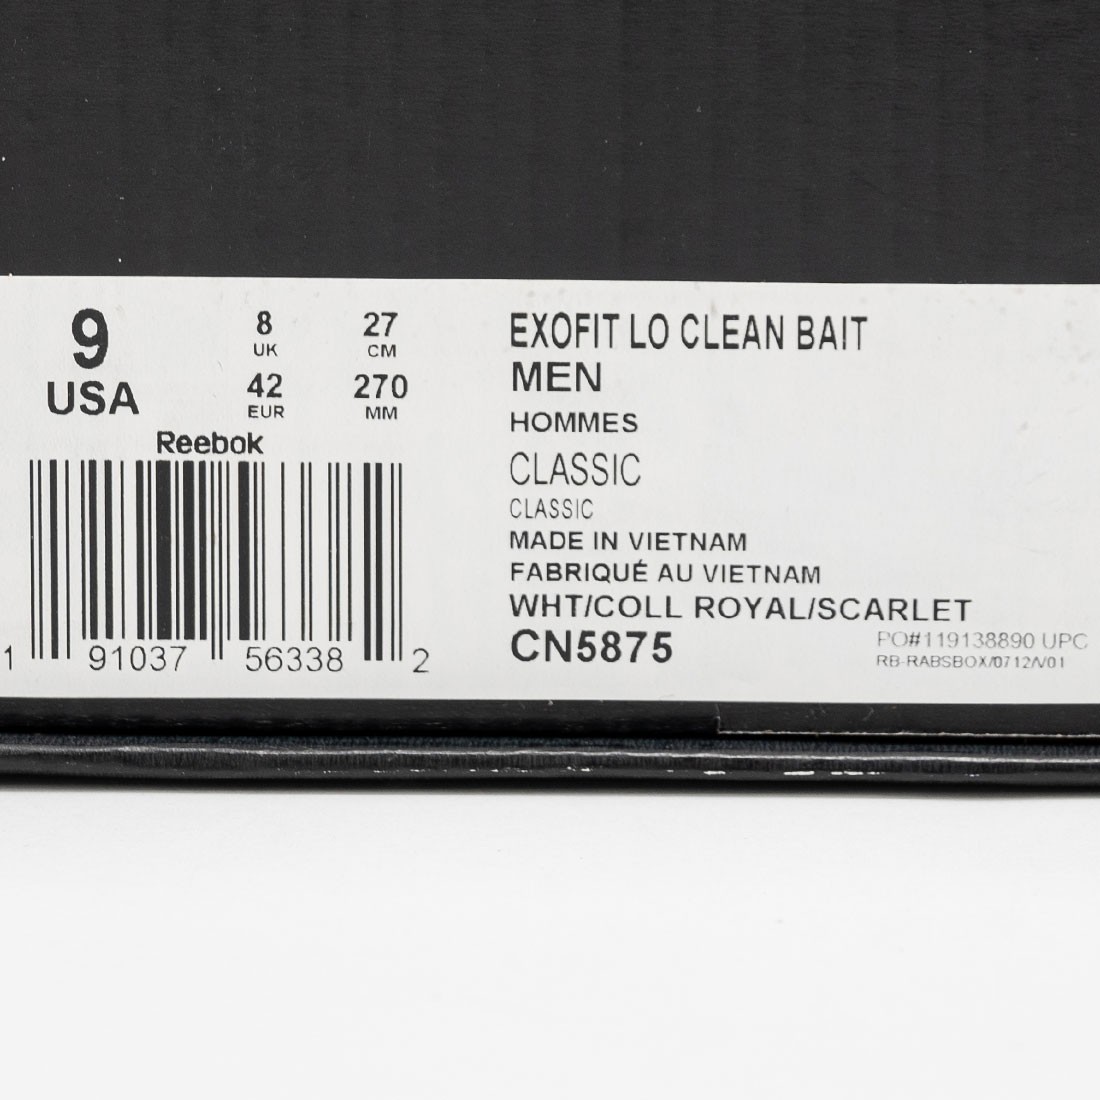 9
USA
8
UK
42
EUR
27
CM
270
MM
Reebok
1 91037 56338 2
EXOFIT LO CLEAN BAIT
MEN
HOMMES
CLASSIC
CLASSIC
MADE IN VIETNAM
FABRIQUÉ AU VIETNAM
WHT/COLL ROYAL/SCARLET
CN5875
PO#119138890 UPC
RB-RABSBOX/0712/V01